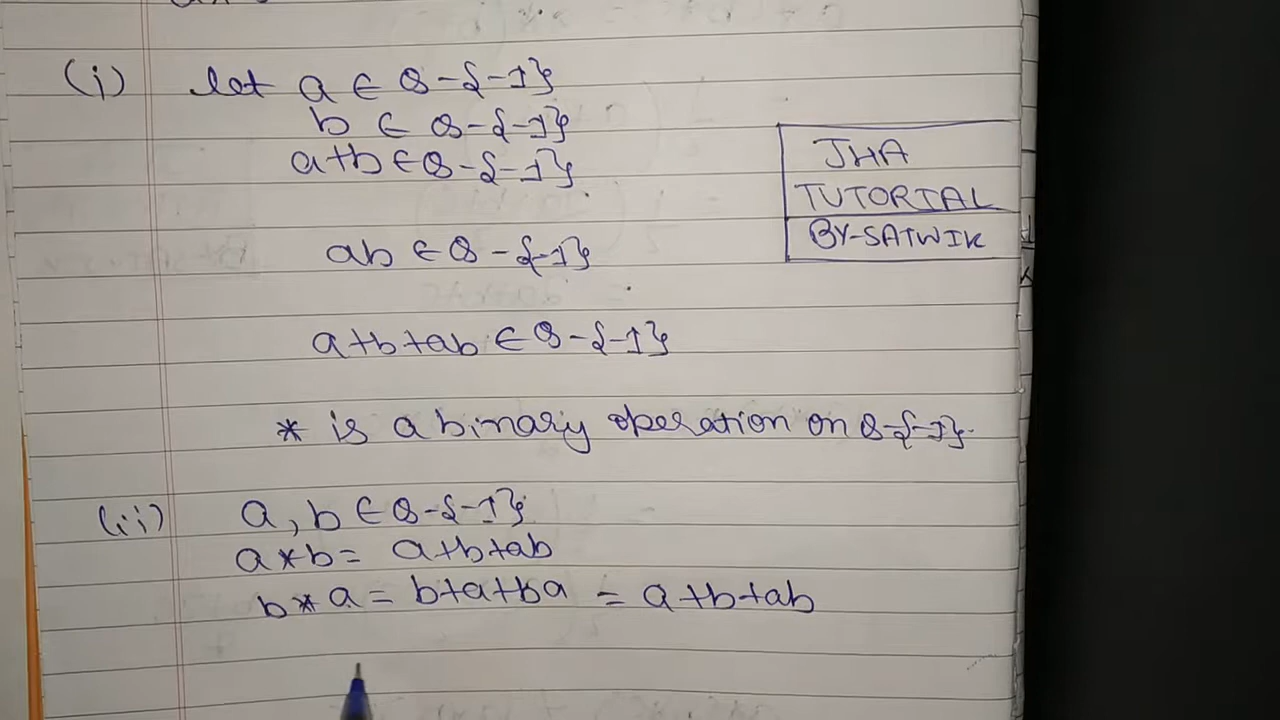 (i) let a ∈ Q-{-1}
b ∈ Q-{-1}
a+b ∈ Q-{-1}
ab ∈ Q-{-1}
a+b+ab ∈ Q-{-1}
* is a binary operation on Q-{-1}.
JHA
TUTORIAL
BY-SATWIK
(ii) a, b ∈ Q-{-1}
a*b = a+b+ab
b*a = b+a+ba = a+b+ab